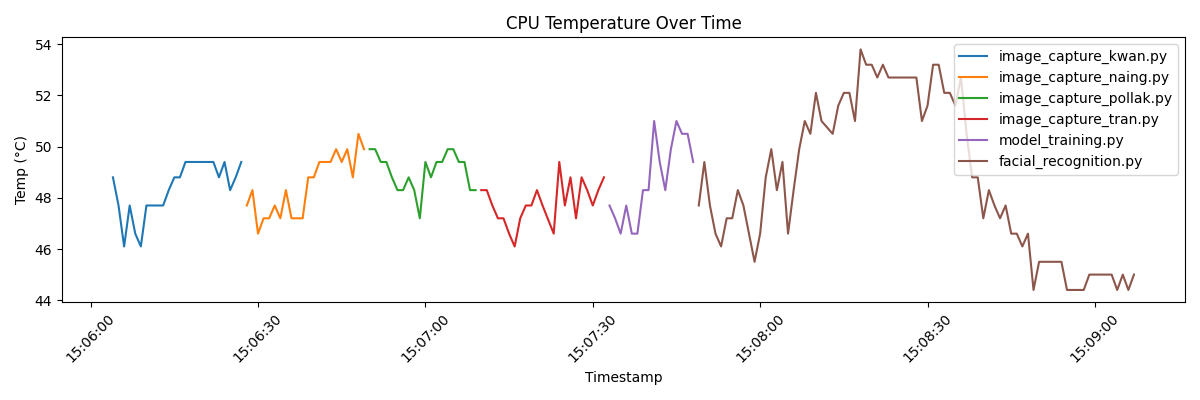 CPU Temperature Over Time
54
52
50
48
46
44
Temp (°C)
15:06:00
15:06:30
15:07:00
15:07:30
15:08:00
15:08:30
15:09:00
Timestamp
image_capture_kwan.py
image_capture_naing.py
image_capture_pollak.py
image_capture_tran.py
model_training.py
facial_recognition.py